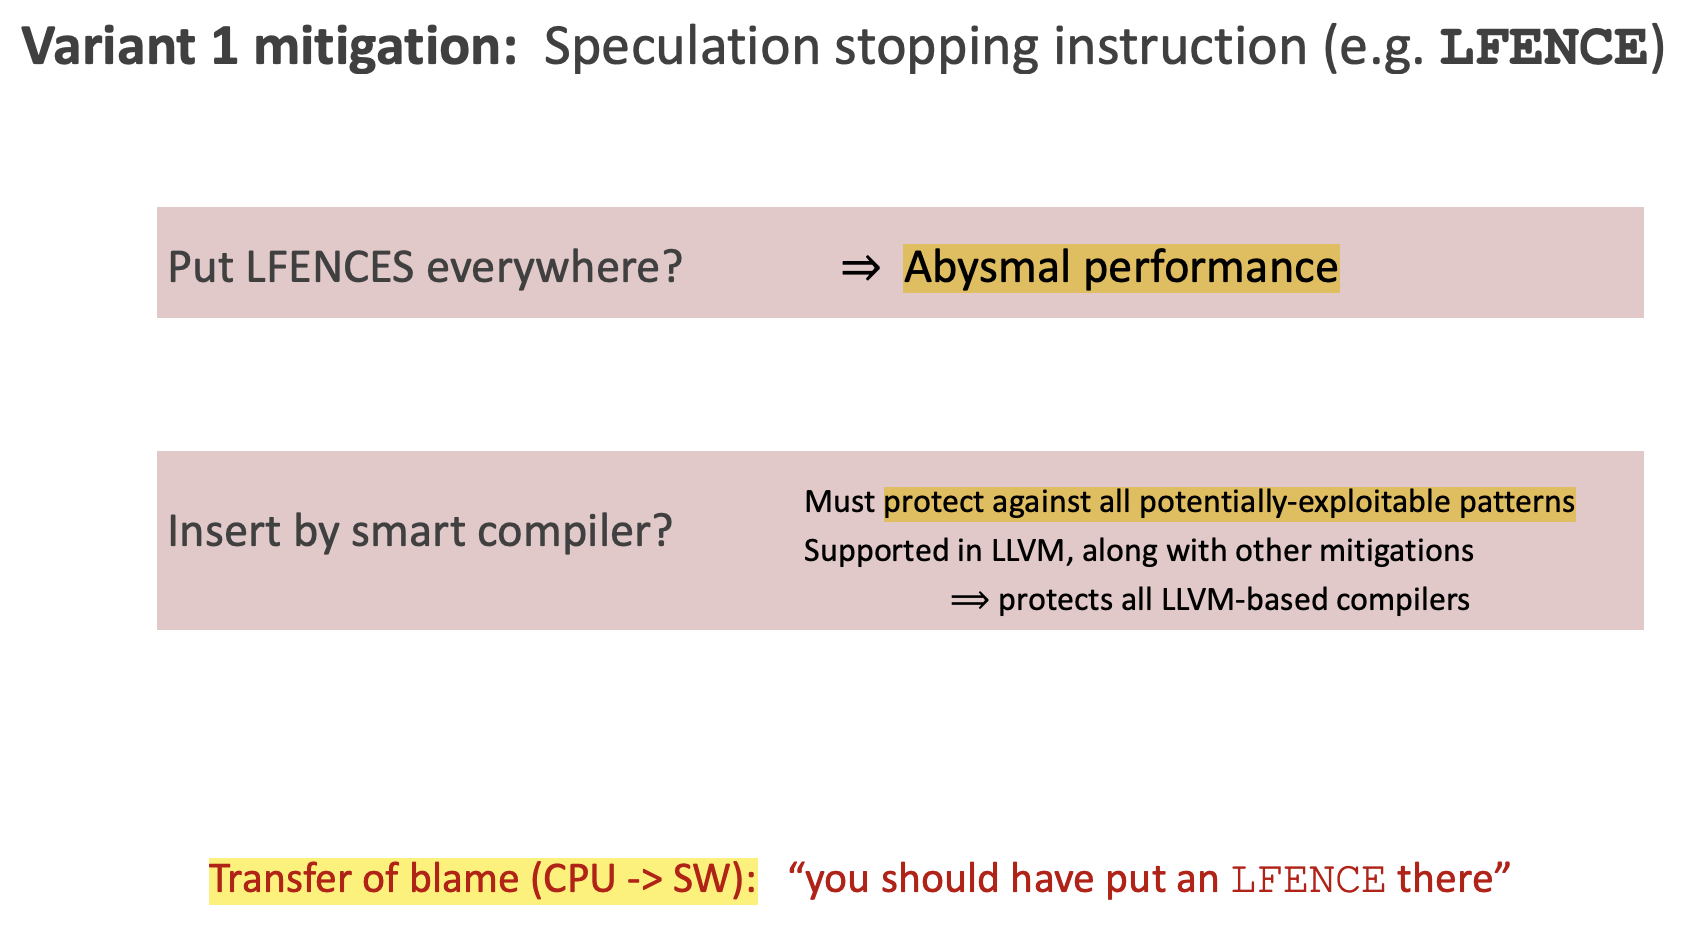 Variant 1 mitigation: Speculation stopping instruction (e.g. LFENCE)
Put LFENCES everywhere? ⇒ Abysmal performance
Insert by smart compiler?
Must protect against all potentially-exploitable patterns
Supported in LLVM, along with other mitigations
⟹ protects all LLVM-based compilers
Transfer of blame (CPU -> SW): “you should have put an LFENCE there”